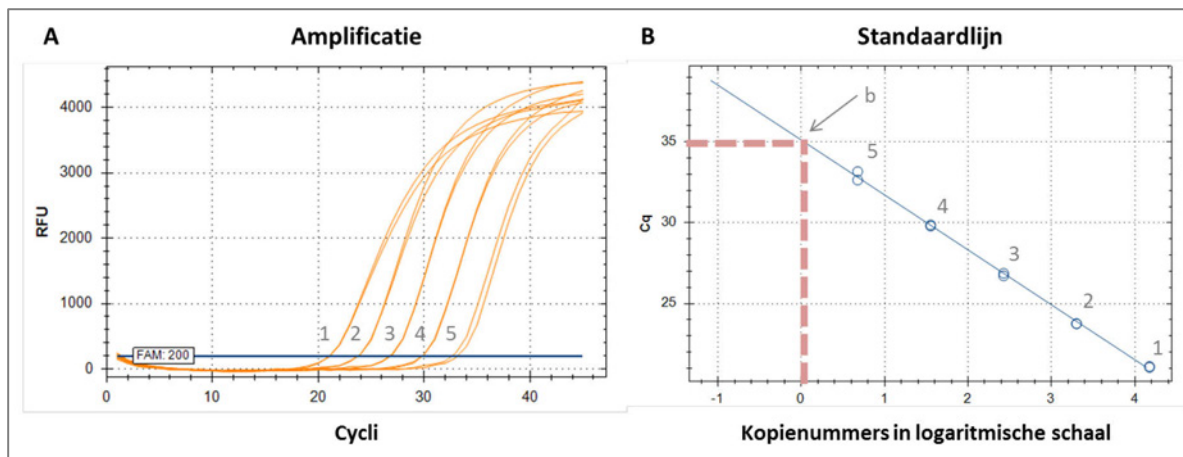 A Amplificatie
RFU
4000
3000
2000
1000
0
FAM: 200
1 2 3 4 5
0 10 20 30 40
Cycli
B Standaardlijn
Cq
35
30
25
b
5
4
3
2
1
-1 0 1 2 3 4
Kopienummers in logaritmische schaal